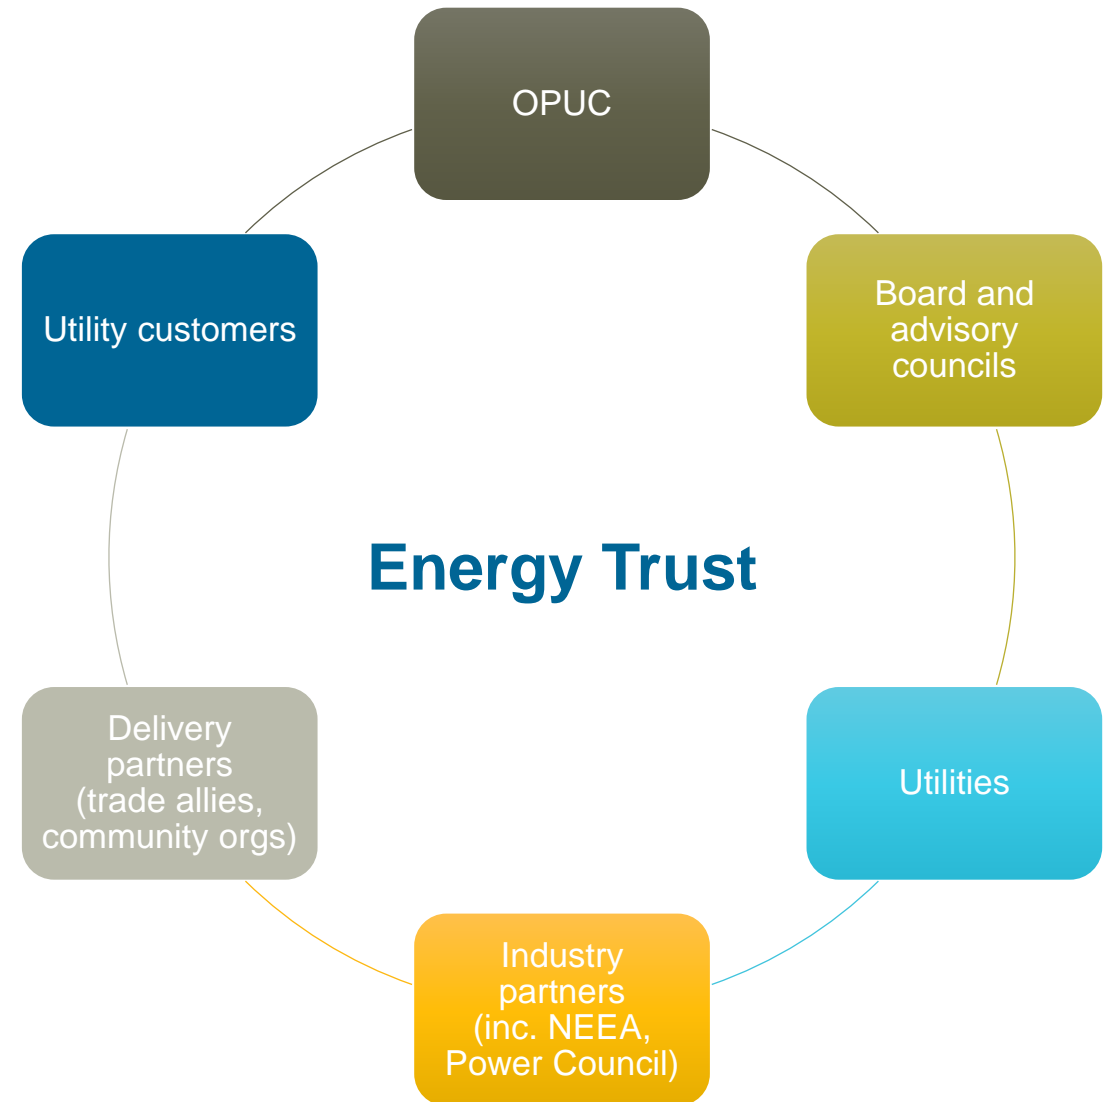 OPUC
Board and
advisory
councils
Utilities
Industry
partners
(inc. NEEA,
Power Council)
Delivery
partners
(trade allies,
community orgs)
Utility customers
Energy Trust